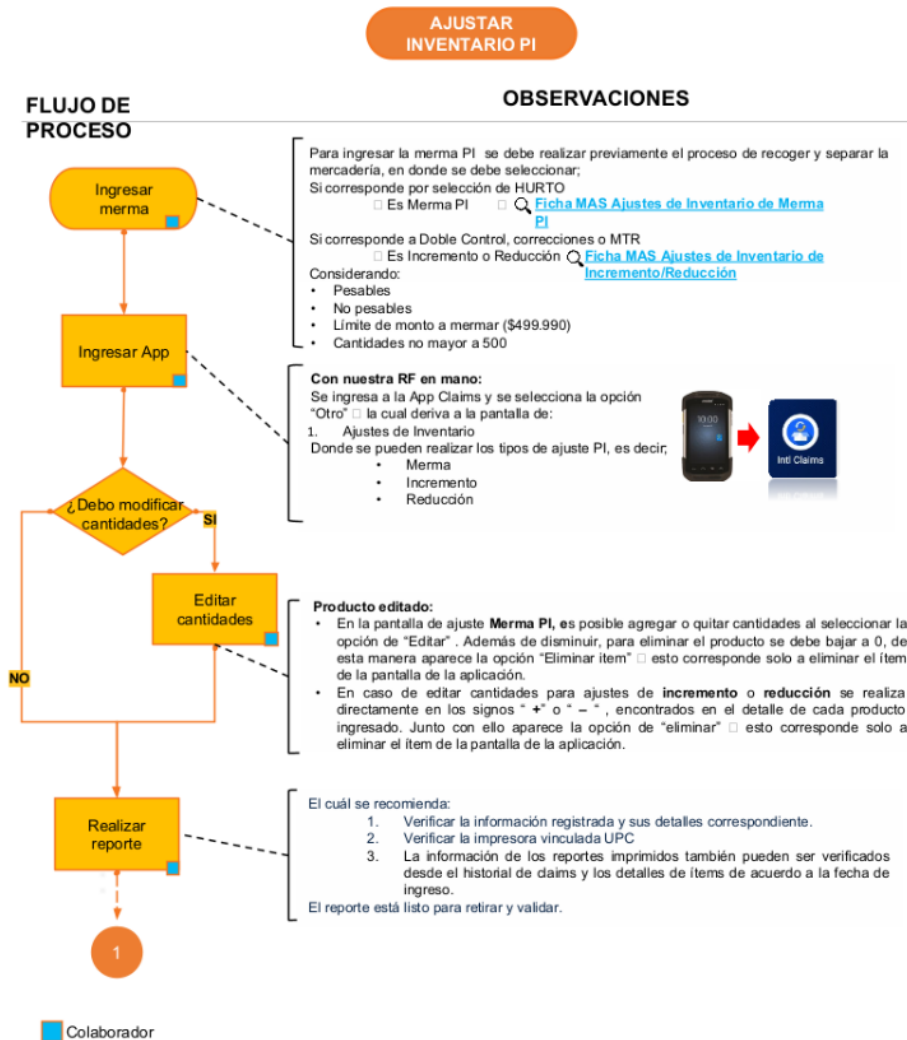 AJUSTAR
INVENTARIO PI
FLUJO DE
PROCESO
OBSERVACIONES
Ingresar
merma
Para ingresar la merma PI se debe realizar previamente el proceso de recoger y separar la
mercadería, en donde se debe seleccionar;
Si corresponde por selección de HURTO
□ Es Merma PI □ Ficha MAS Ajustes de Inventario de Merma
PI
Si corresponde a Doble Control, correcciones o MTR
□ Es Incremento o Reducción Ficha MAS Ajustes de Inventario de
Incremento/Reducción
Considerando:
• Pesables
• No pesables
• Límite de monto a mermar ($499.990)
• Cantidades no mayor a 500
Ingresar App
Con nuestra RF en mano:
Se ingresa a la App Claims y se selecciona la opción
“Otro” □ la cual deriva a la pantalla de:
1. Ajustes de Inventario
Donde se pueden realizar los tipos de ajuste PI, es decir;
• Merma
• Incremento
• Reducción
10:00
Intl Claims
¿Debo modificar
cantidades?
SI
NO
Editar
cantidades
Producto editado:
• En la pantalla de ajuste Merma PI, es posible agregar o quitar cantidades al seleccionar la
opción de “Editar” . Además de disminuir, para eliminar el producto se debe bajar a 0, de
esta manera aparece la opción “Eliminar item” □ esto corresponde solo a eliminar el ítem
de la pantalla de la aplicación.
• En caso de editar cantidades para ajustes de incremento o reducción se realiza
directamente en los signos “ +” o “ – “ , encontrados en el detalle de cada producto
ingresado. Junto con ello aparece la opción de “eliminar” □ esto corresponde solo a
eliminar el ítem de la pantalla de la aplicación.
Realizar
reporte
El cuál se recomienda:
1. Verificar la información registrada y sus detalles correspondiente.
2. Verificar la impresora vinculada UPC
3. La información de los reportes imprimidos también pueden ser verificados
desde el historial de claims y los detalles de ítems de acuerdo a la fecha de
ingreso.
El reporte está listo para retirar y validar.
1
Colaborador